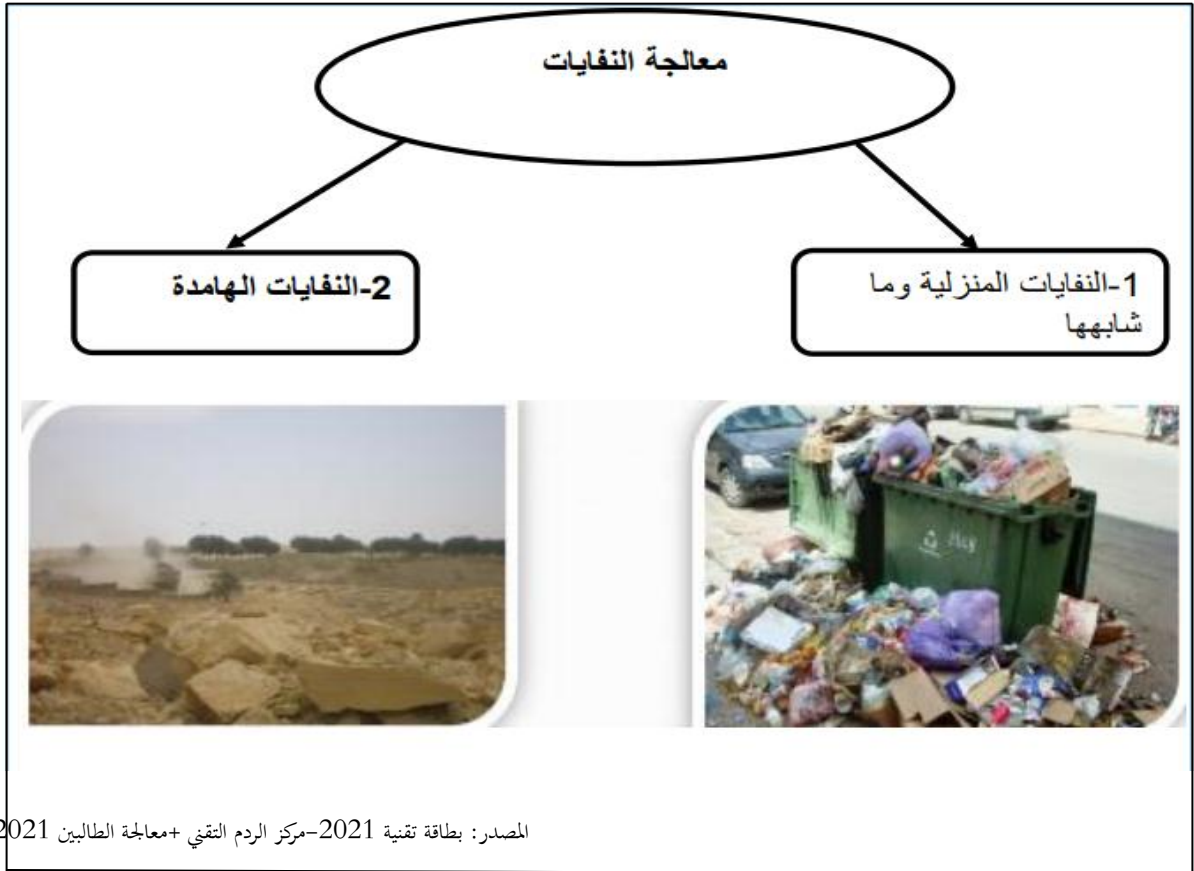 معالجة النفايات
1-النفايات المنزلية وما
شابهها
2-النفايات الهامدة
المصدر: بطاقة تقنية 2021-مركز الردم التقني +معالجة الطالبين 2021